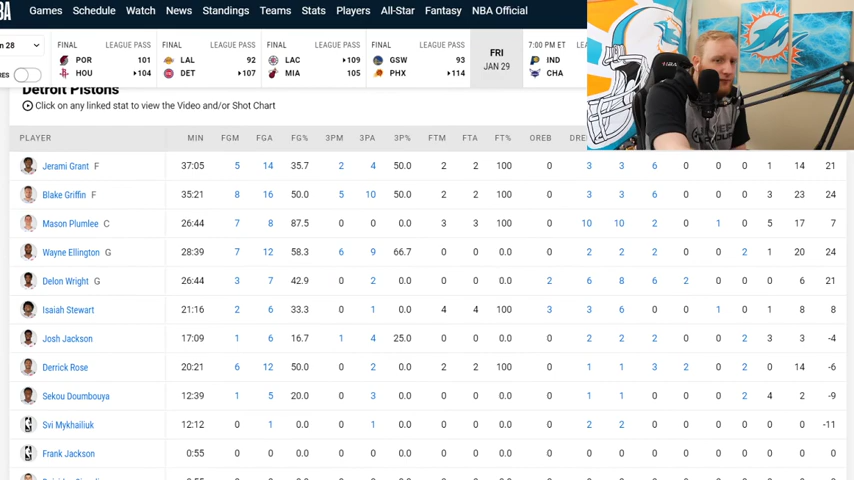 BA Games Schedule Watch News Standings Teams Stats Players All-Star Fantasy NBA Official
n 28 FINAL LEAGUE PASS FINAL LEAGUE PASS FINAL LEAGUE PASS FINAL LEAGUE PASS FRI 7:00 PM ET
POR 101 LAL 92 LAC 109 GSW 93 JAN 29 IND
HOU 104 DET 107 MIA 105 PHX 114 CHA
RES
Detroit Pistons
Click on any linked stat to view the Video and/or Shot Chart
PLAYER MIN FGM FGA FG% 3PM 3PA 3P% FTM FTA FT% OREB DRE
Jerami Grant F 37:05 5 14 35.7 2 4 50.0 2 2 100 0 3 3 6 0 0 0 1 14 21
Blake Griffin F 35:21 8 16 50.0 5 10 50.0 2 2 100 0 3 3 6 0 0 0 3 23 24
Mason Plumlee C 26:44 7 8 87.5 0 0 0.0 3 3 100 0 10 10 2 0 1 0 5 17 7
Wayne Ellington G 28:39 7 12 58.3 6 9 66.7 0 0 0.0 0 2 2 2 0 0 2 1 20 24
Delon Wright G 26:44 3 7 42.9 0 2 0.0 0 0 0.0 2 6 8 6 2 0 0 0 6 21
Isaiah Stewart 21:16 2 6 33.3 0 1 0.0 4 4 100 3 3 6 0 0 1 0 1 8 8
Josh Jackson 17:09 1 6 16.7 1 4 25.0 0 0 0.0 0 2 2 2 0 0 2 3 3 -4
Derrick Rose 20:21 6 12 50.0 0 2 0.0 2 2 100 0 1 1 3 2 0 2 0 14 -6
Sekou Doumbouya 12:39 1 5 20.0 0 3 0.0 0 0 0.0 0 1 1 0 0 0 2 4 2 -9
Svi Mykhailiuk 12:12 0 1 0.0 0 1 0.0 0 0 0.0 0 2 2 0 0 0 0 0 0 -11
Frank Jackson 0:55 0 0 0.0 0 0 0.0 0 0 0.0 0 0 0 0 0 0 0 0 0 0